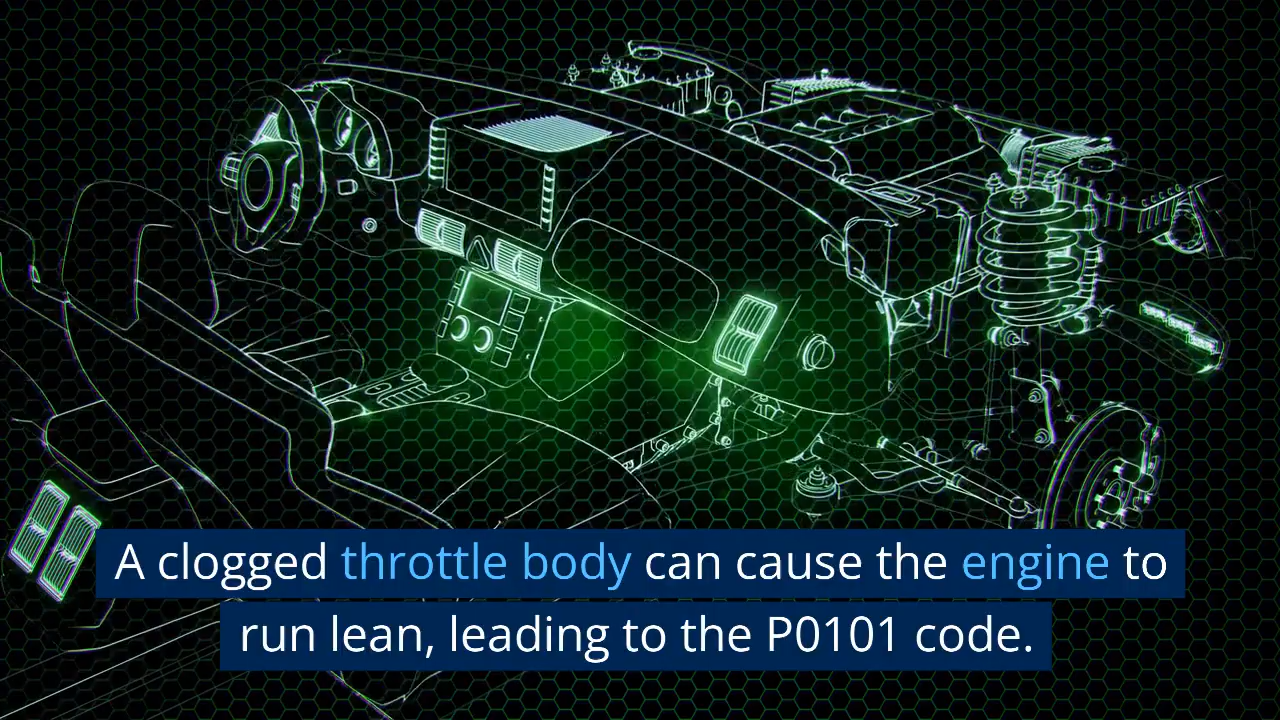 A clogged throttle body can cause the engine to
run lean, leading to the P0101 code.